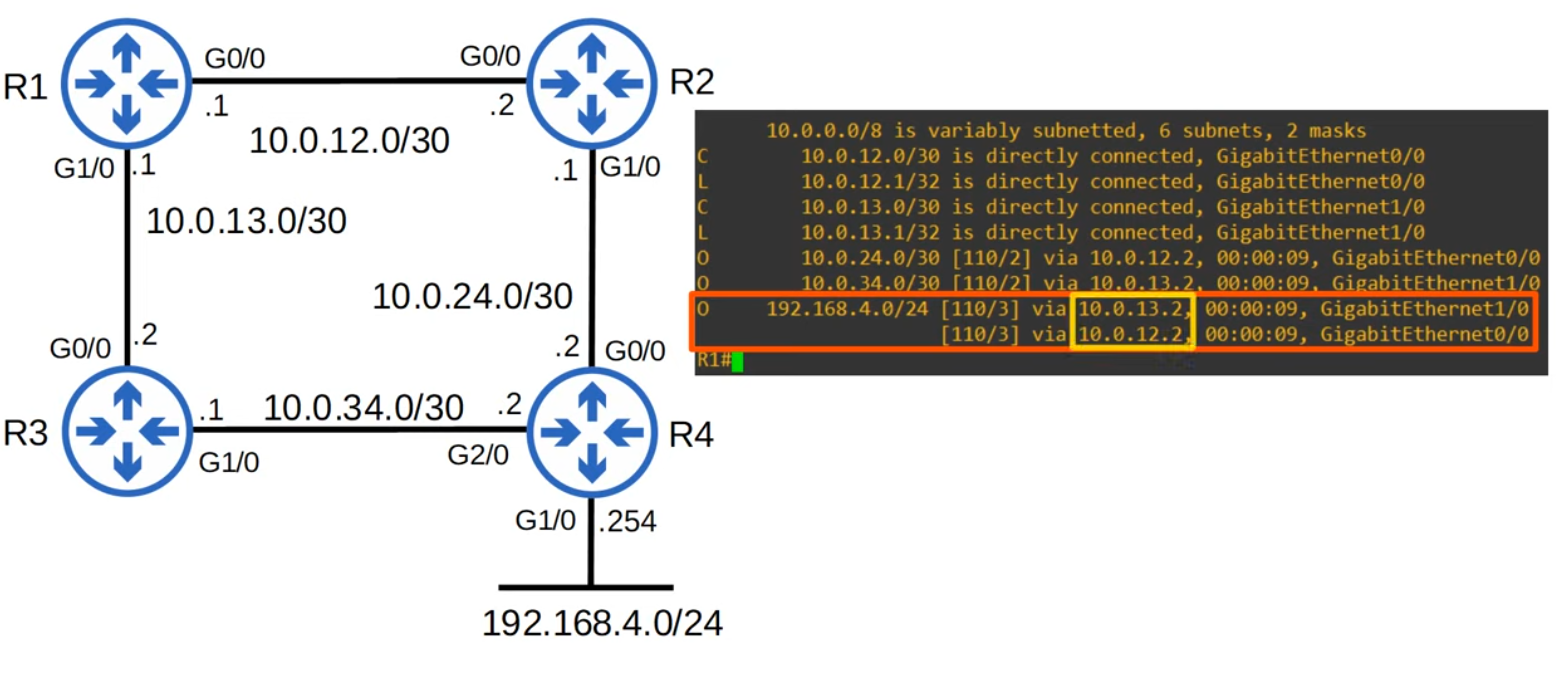 G0/0
G0/0
R1
R2
.1
.2
10.0.12.0/30
G1/0
.1
.1
G1/0
10.0.13.0/30
10.0.24.0/30
G0/0
.2
.2
G0/0
R3
.1
10.0.34.0/30
.2
R4
G1/0
G2/0
G1/0
.254
192.168.4.0/24
10.0.0.0/8 is variably subnetted, 6 subnets, 2 masks
C 10.0.12.0/30 is directly connected, GigabitEthernet0/0
L 10.0.12.1/32 is directly connected, GigabitEthernet0/0
C 10.0.13.0/30 is directly connected, GigabitEthernet1/0
L 10.0.13.1/32 is directly connected, GigabitEthernet1/0
O 10.0.24.0/30 [110/2] via 10.0.12.2, 00:00:09, GigabitEthernet0/0
O 10.0.34.0/30 [110/2] via 10.0.13.2, 00:00:09, GigabitEthernet1/0
O 192.168.4.0/24 [110/3] via 10.0.13.2, 00:00:09, GigabitEthernet1/0
[110/3] via 10.0.12.2, 00:00:09, GigabitEthernet0/0
R1#